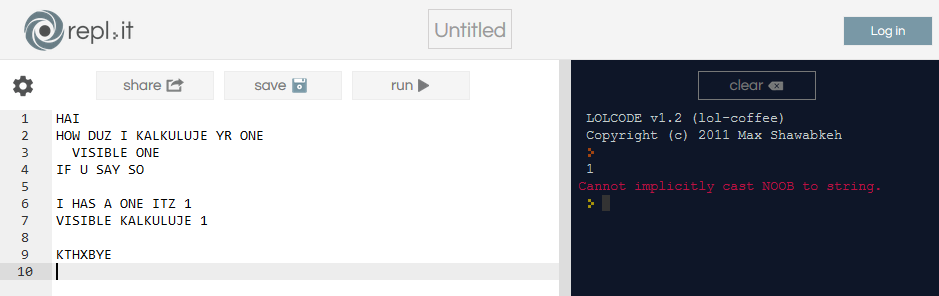 repl.it
Untitled
Log in
share
save
run
clear
1 HAI
2 HOW DUZ I KALKULUJE YR ONE
3   VISIBLE ONE
4 IF U SAY SO
5
6 I HAS A ONE ITZ 1
7 VISIBLE KALKULUJE 1
8
9 KTHXBYE
10
LOLCODE v1.2 (lol-coffee)
Copyright (c) 2011 Max Shawabkeh
1
Cannot implicitly cast NOOB to string.